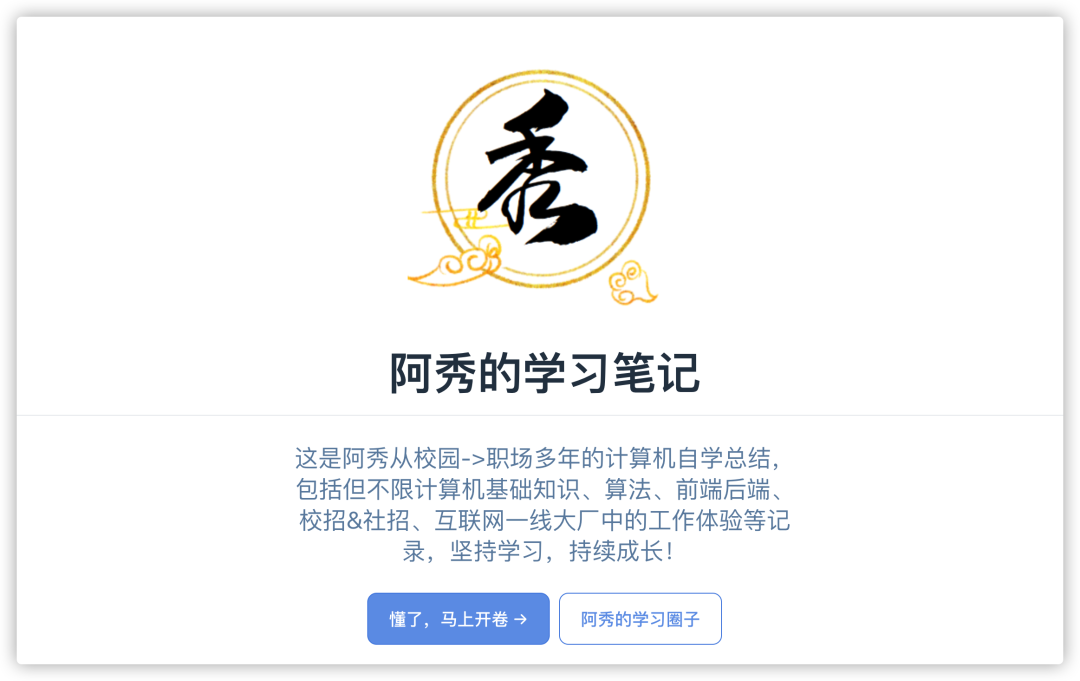 秀
阿秀的学习笔记
这是阿秀从校园->职场多年的计算机自学总结，
包括但不限计算机基础知识、算法、前端后端、
校招&社招、互联网一线大厂中的工作体验等记
录，坚持学习，持续成长！
懂了，马上开卷 →
阿秀的学习圈子